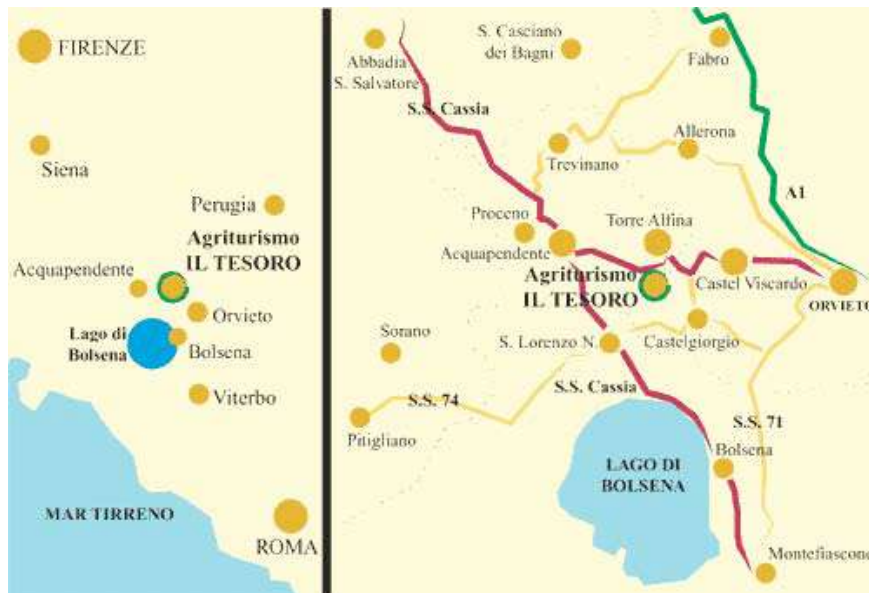 FIRENZE
Siena
Perugia
Agriturismo
IL TESORO
Acquapendente
Orvieto
Lago di
Bolsena
Bolsena
Viterbo
MAR TIRRENO
ROMA
S. Casciano
dei Bagni
Abbadia
S. Salvatore
Fabro
S.S. Cassia
Allerona
Trevinano
A1
Proceno
Torre Alfina
Acquapendente
Agriturismo
IL TESORO
Castel Viscardo
ORVIETO
Sorano
S. Lorenzo N.
Castelgiorgio
S.S. Cassia
S.S. 74
S.S. 71
Pitigliano
Bolsena
LAGO DI
BOLSENA
Montefiascone